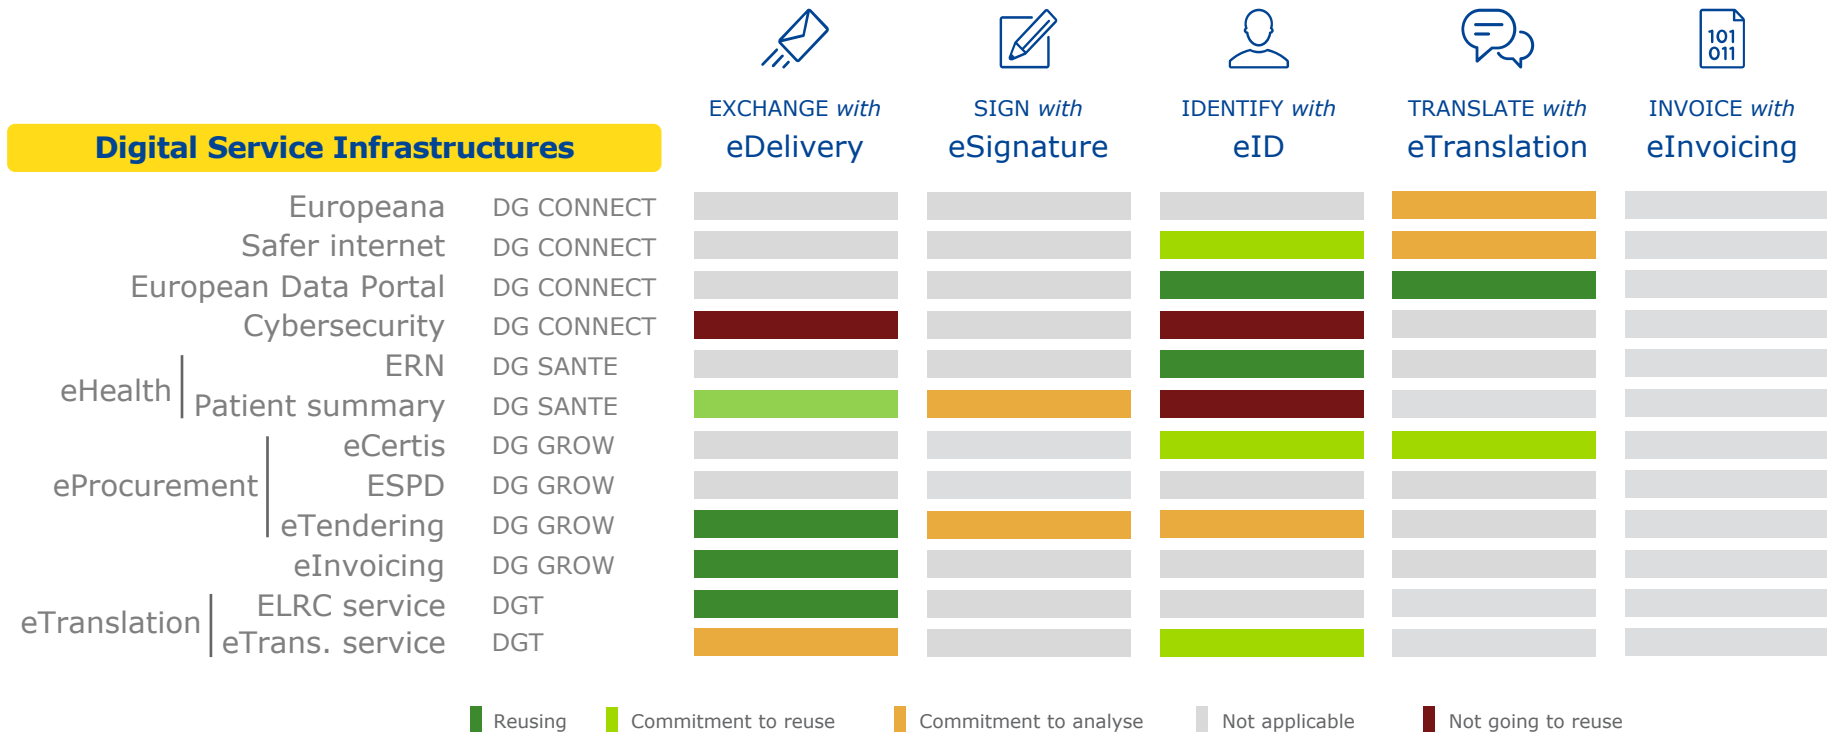 101
011
EXCHANGE with
SIGN with
IDENTIFY with
TRANSLATE with
INVOICE with
Digital Service Infrastructures
eDelivery
eSignature
eID
eTranslation
eInvoicing
Europeana DG CONNECT
Safer internet DG CONNECT
European Data Portal DG CONNECT
Cybersecurity DG CONNECT
eHealth
ERN DG SANTE
Patient summary DG SANTE
eProcurement
eCertis DG GROW
ESPD DG GROW
eTendering DG GROW
eInvoicing DG GROW
eTranslation
ELRC service DGT
eTrans. service DGT
Reusing
Commitment to reuse
Commitment to analyse
Not applicable
Not going to reuse